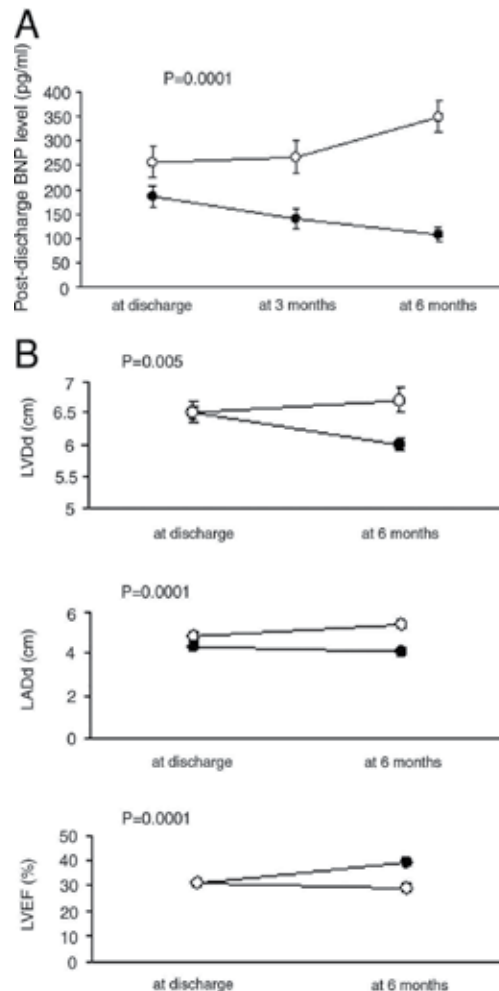 A
P=0.0001
Post-discharge BNP level (pg/ml)
400
350
300
250
200
150
100
50
0
at discharge at 3 months at 6 months
B
P=0.005
LVDd (cm)
7
6.5
6
5.5
5
at discharge at 6 months
P=0.0001
LADd (cm)
6
4
2
0
at discharge at 6 months
P=0.0001
LVEF (%)
50
40
30
20
10
0
at discharge at 6 months